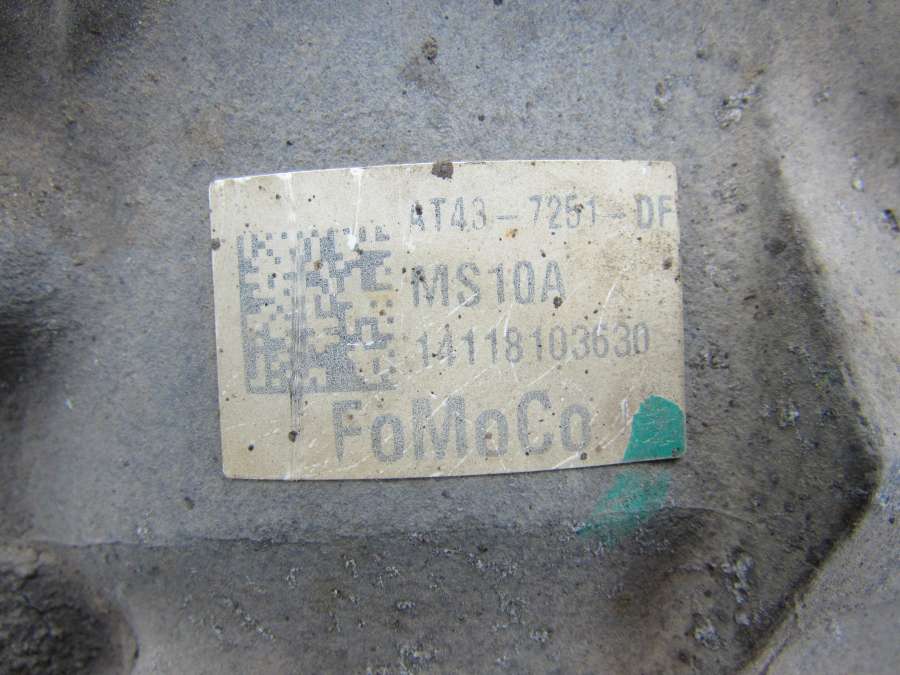 AT43-7251-DF
MS10A
14118103630
FoMoCo